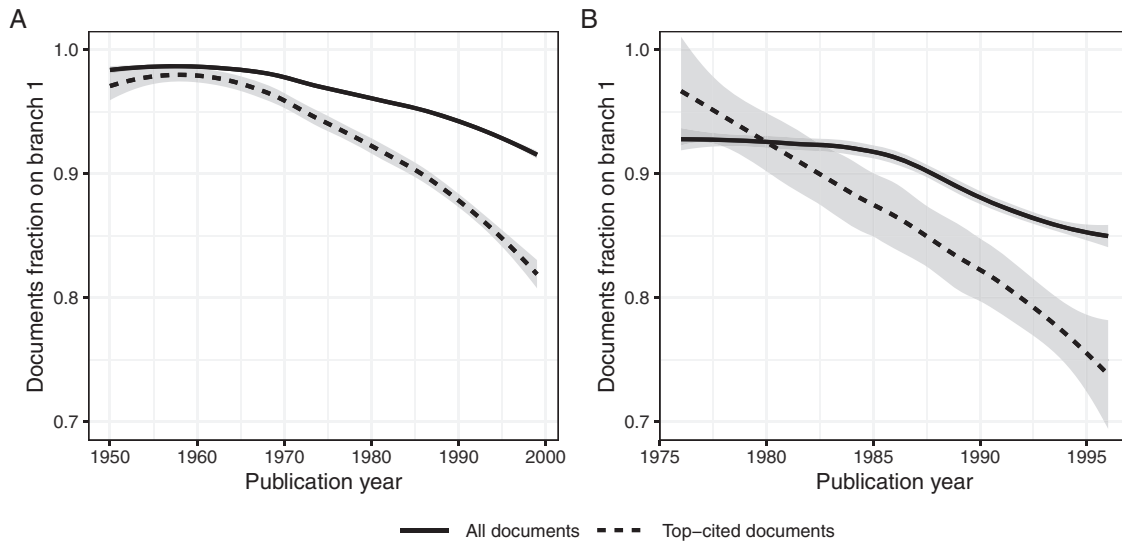 A
Documents fraction on branch 1
1.0
0.9
0.8
0.7
1950 1960 1970 1980 1990 2000
Publication year
B
Documents fraction on branch 1
1.0
0.9
0.8
0.7
1975 1980 1985 1990 1995
Publication year
All documents Top−cited documents